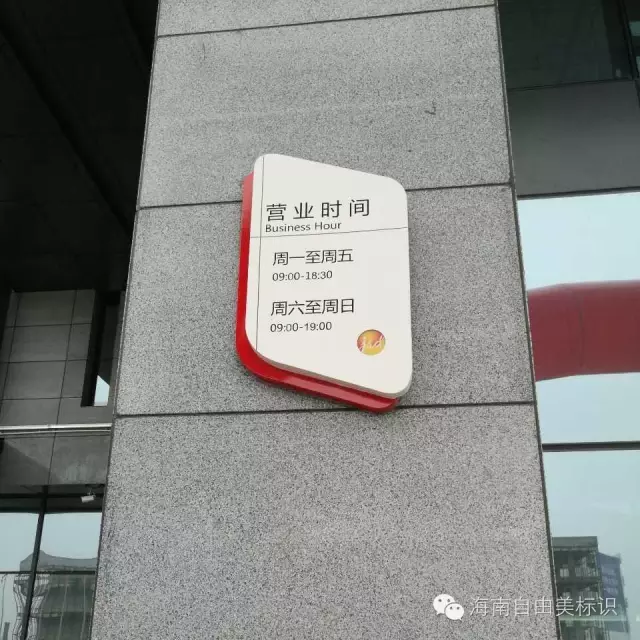 营业时间
Business Hour
周一至周五
09:00-18:30
周六至周日
09:00-19:00
海南自由美标识